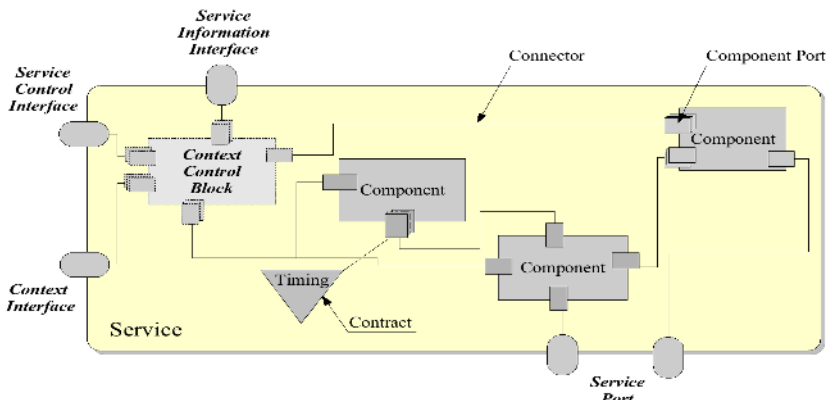 Service
Information
Interface
Service
Control
Interface
Connector
Component Port
Context
Control
Block
Component
Component
Component
Timing
Context
Interface
Contract
Service
Service
Port